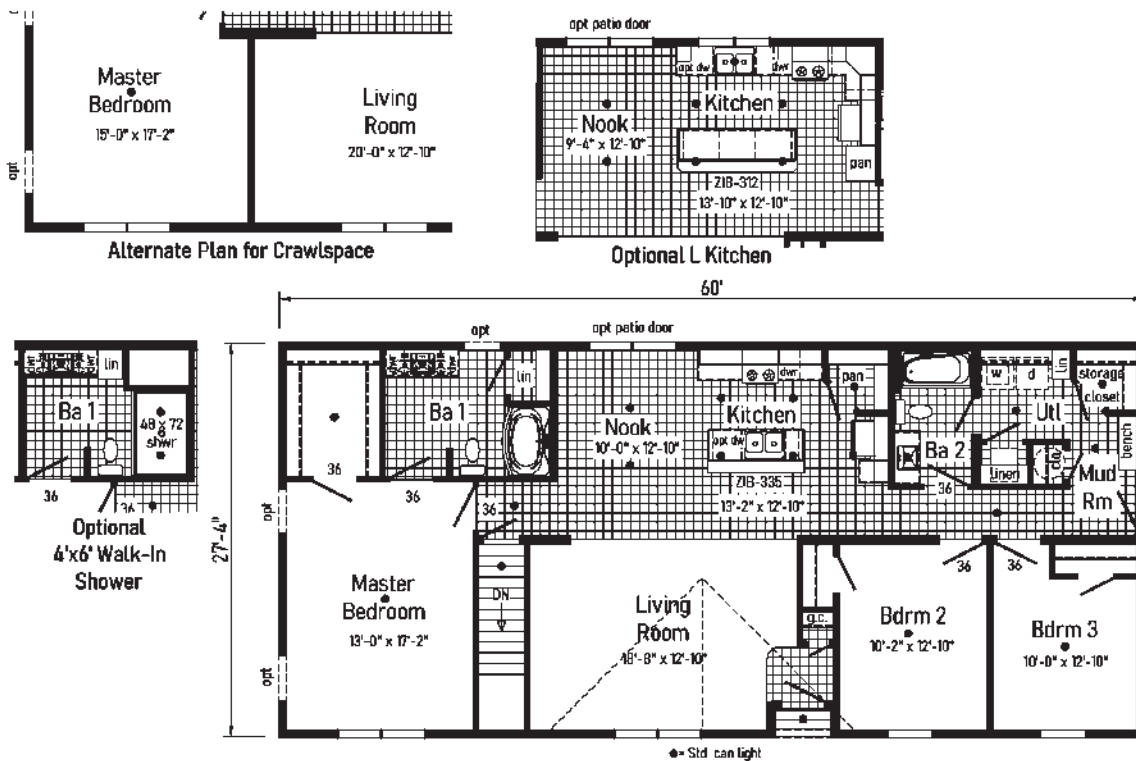 opt patio door
Master
Bedroom
15'-0" x 17'-2"
opt
Living
Room
20'-0" x 12'-10"
Alternate Plan for Crawlspace
opt dw
dwr
Kitchen
Nook
9'-4" x 12'-10"
pan
ZIB-312
13'-10" x 12'-10"
Optional L Kitchen
60'
27'-4"
dwr
dwr
lin
Ba 1
48 x 72
shwr
36
36
Optional
4'x6' Walk-In
Shower
opt
opt patio door
dwr
dwr
lin
Ba 1
36
36
36
Nook
10'-0" x 12'-10"
dwr
Kitchen
opt dw
ZIB-335
13'-2" x 12'-10"
pan
Ba 2
36
w
d
Lin
Utl
linen
clo
storage
closet
bench
Mud
Rm
opt
opt
Master
Bedroom
13'-0" x 17'-2"
DN
Living
Room
18'-8" x 12'-10"
g.c.
36
Bdrm 2
10'-2" x 12'-10"
36
Bdrm 3
10'-0" x 12'-10"
= Std can light